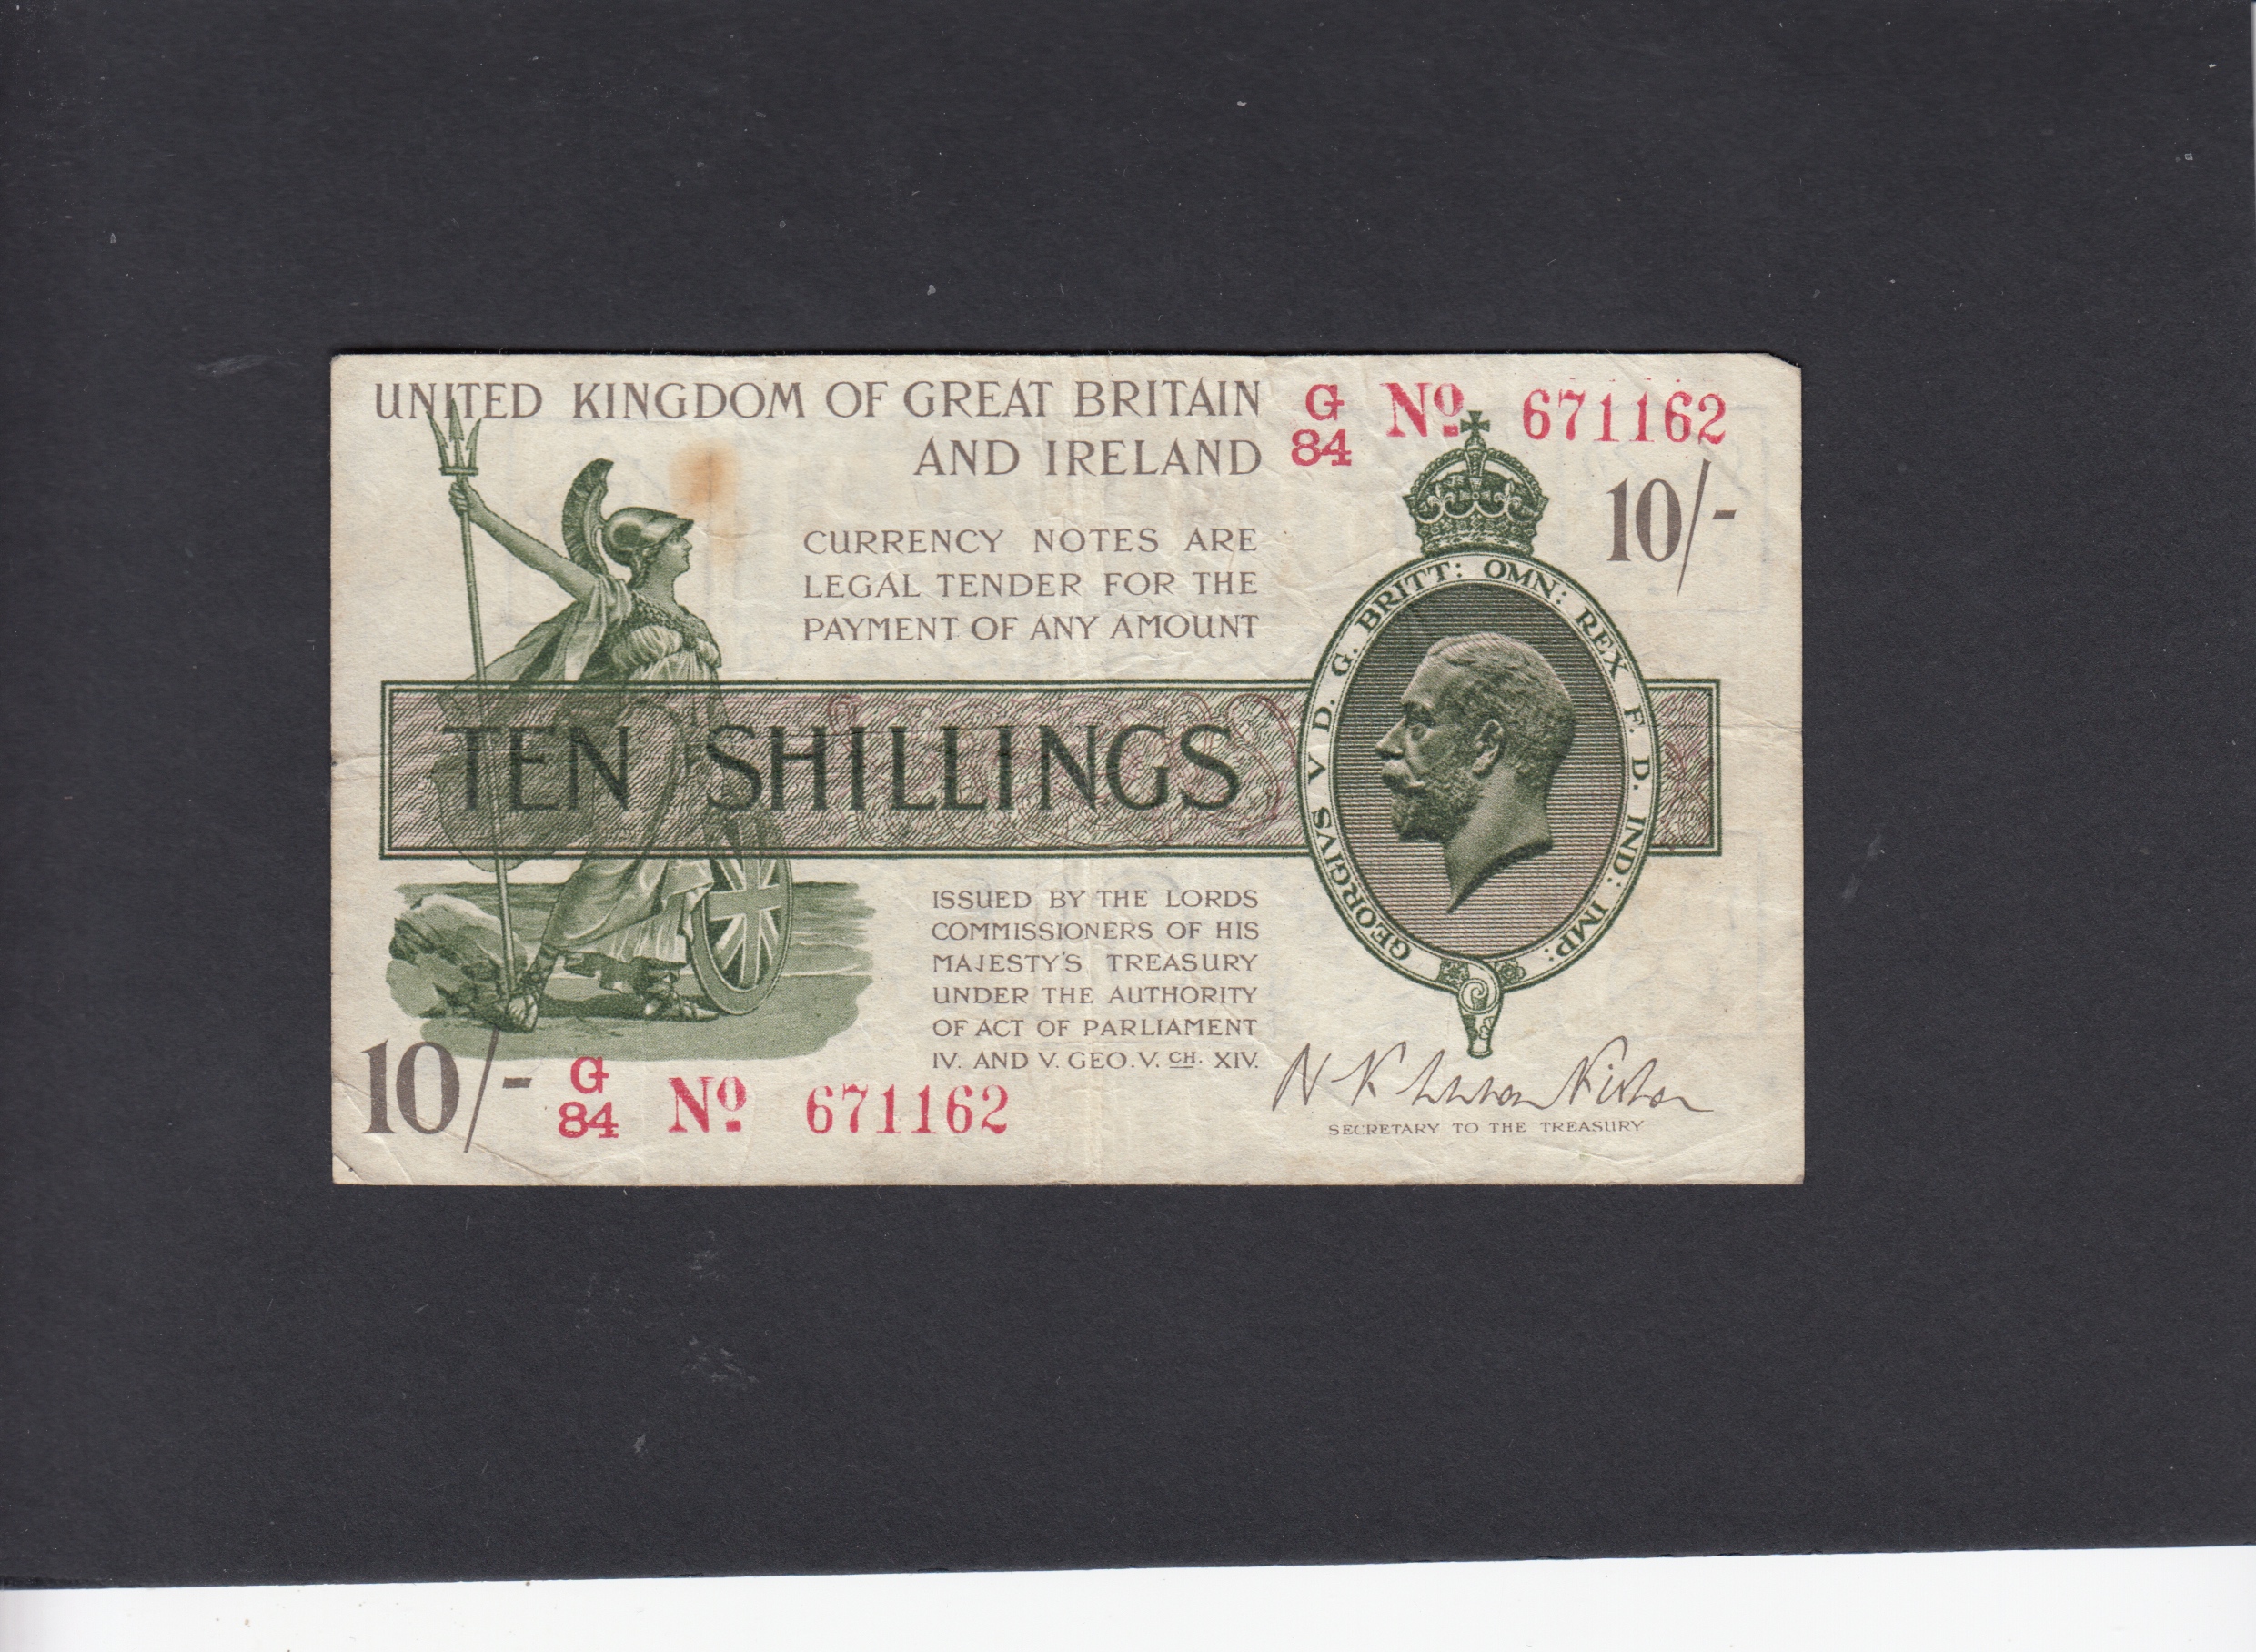 UNITED KINGDOM OF GREAT BRITAIN
AND IRELAND
G
84
Nº 671162
10/-
CURRENCY NOTES ARE
LEGAL TENDER FOR THE
PAYMENT OF ANY AMOUNT
TEN SHILLINGS
GEORGIVS V D. G. BRITT: OMN: REX F. D. IND: IMP:
ISSUED BY THE LORDS
COMMISSIONERS OF HIS
MAJESTY'S TREASURY
UNDER THE AUTHORITY
OF ACT OF PARLIAMENT
IV. AND V. GEO. V. CH. XIV.
10/-
G
84
Nº 671162
SECRETARY TO THE TREASURY